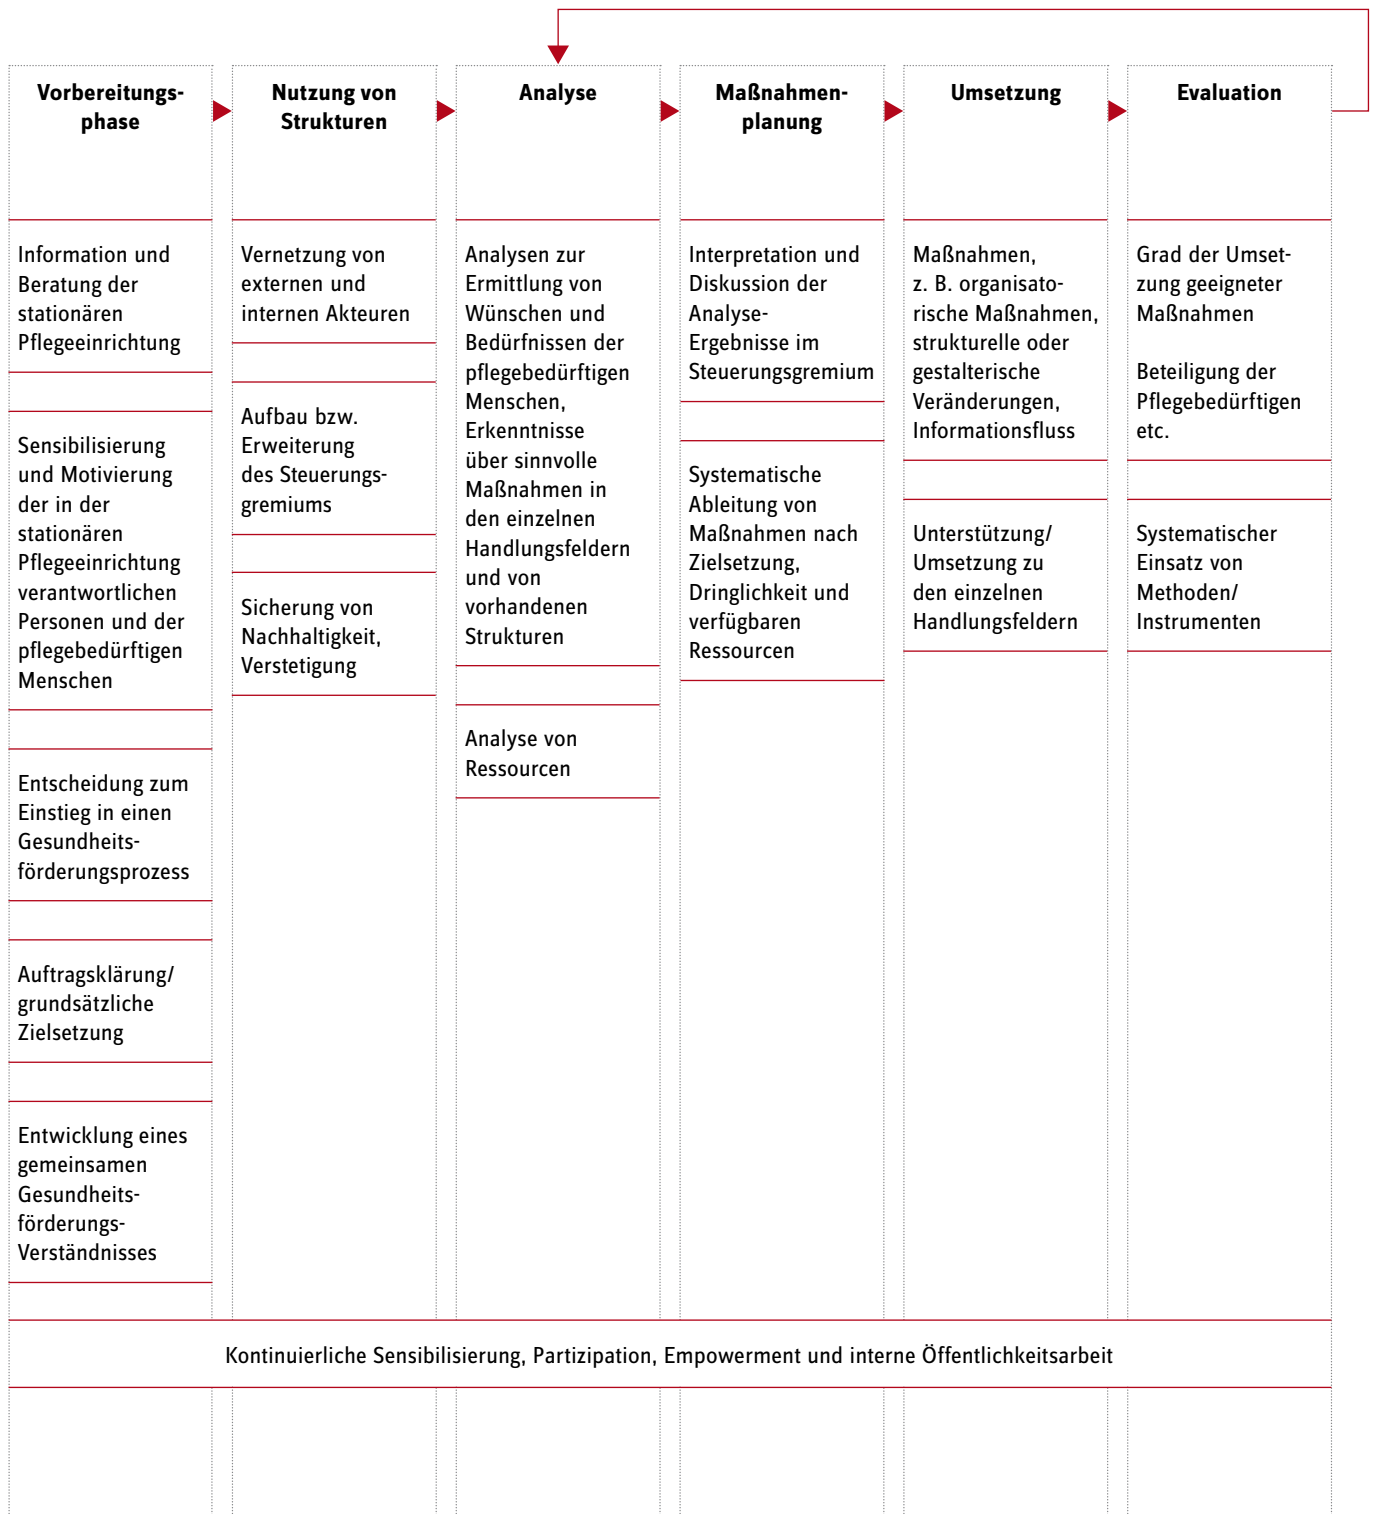 Vorbereitungs-
phase
Information und
Beratung der
stationären
Pflegeeinrichtung
Sensibilisierung
und Motivierung
der in der
stationären
Pflegeeinrichtung
verantwortlichen
Personen und der
pflegebedürftigen
Menschen
Entscheidung zum
Einstieg in einen
Gesundheits-
förderungsprozess
Auftragsklärung/
grundsätzliche
Zielsetzung
Entwicklung eines
gemeinsamen
Gesundheits-
förderungs-
Verständnisses
Nutzung von
Strukturen
Vernetzung von
externen und
internen Akteuren
Aufbau bzw.
Erweiterung
des Steuerungs-
gremiums
Sicherung von
Nachhaltigkeit,
Verstetigung
Analyse
Analysen zur
Ermittlung von
Wünschen und
Bedürfnissen der
pflegebedürftigen
Menschen,
Erkenntnisse
über sinnvolle
Maßnahmen in
den einzelnen
Handlungsfeldern
und von
vorhandenen
Strukturen
Analyse von
Ressourcen
Maßnahmen-
planung
Interpretation und
Diskussion der
Analyse-
Ergebnisse im
Steuerungsgremium
Systematische
Ableitung von
Maßnahmen nach
Zielsetzung,
Dringlichkeit und
verfügbaren
Ressourcen
Umsetzung
Maßnahmen,
z. B. organisato-
rische Maßnahmen,
strukturelle oder
gestalterische
Veränderungen,
Informationsfluss
Unterstützung/
Umsetzung zu
den einzelnen
Handlungsfeldern
Evaluation
Grad der Umset-
zung geeigneter
Maßnahmen
Beteiligung der
Pflegebedürftigen
etc.
Systematischer
Einsatz von
Methoden/
Instrumenten
Kontinuierliche Sensibilisierung, Partizipation, Empowerment und interne Öffentlichkeitsarbeit